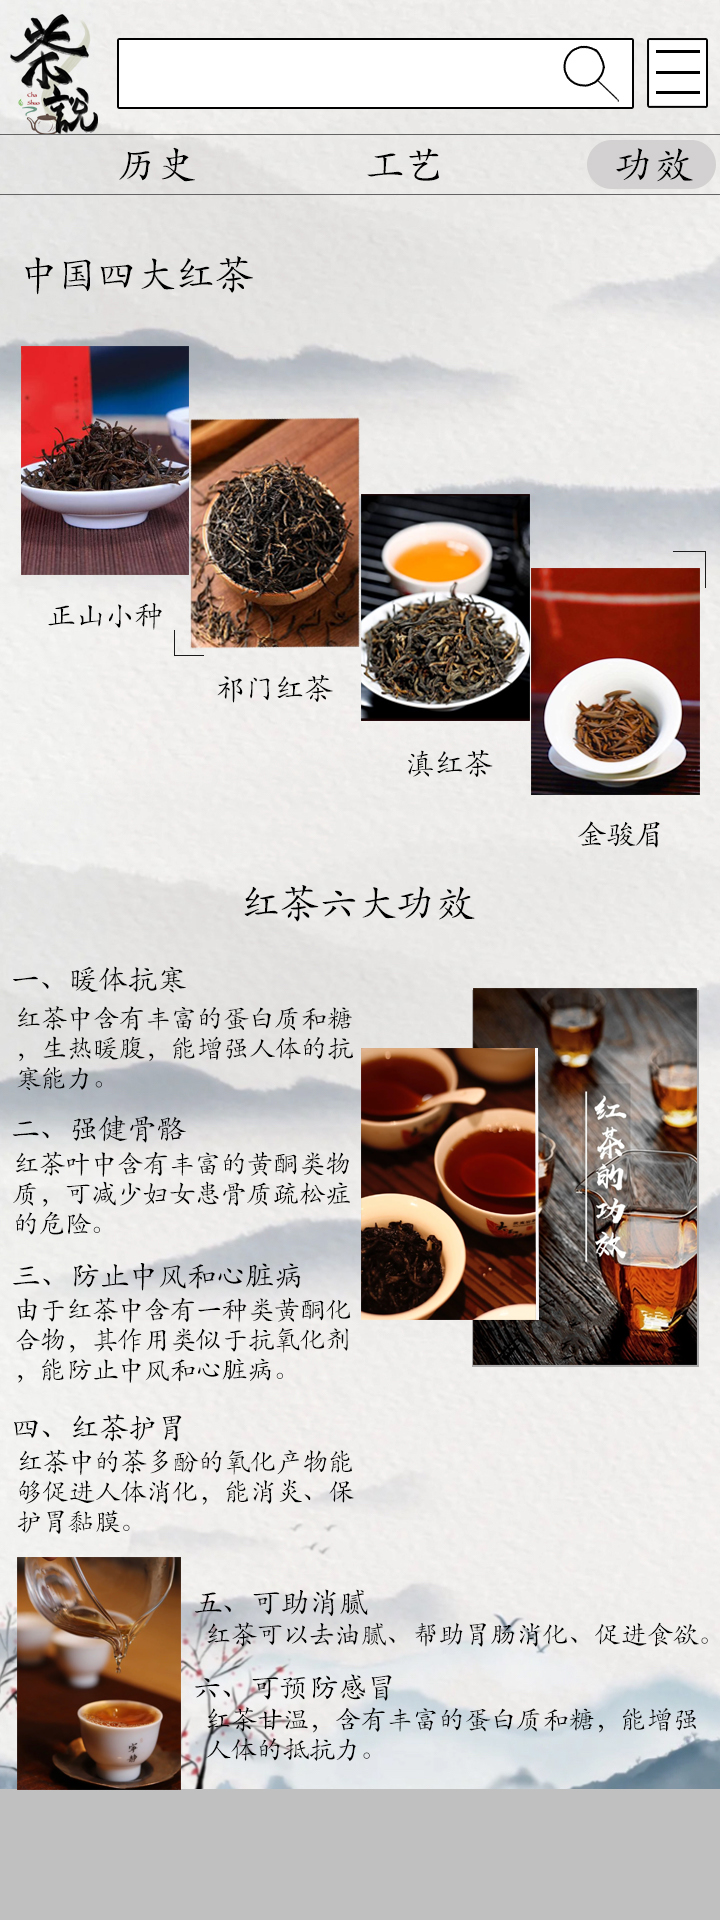 茶説
Cha
Shuo
历史
工艺
功效
中国四大红茶
正山小种
祁门红茶
滇红茶
金骏眉
红茶六大功效
一、暖体抗寒
红茶中含有丰富的蛋白质和糖
，生热暖腹，能增强人体的抗
寒能力。
二、强健骨骼
红茶叶中含有丰富的黄酮类物
质，可减少妇女患骨质疏松症
的危险。
三、防止中风和心脏病
由于红茶中含有一种类黄酮化
合物，其作用类似于抗氧化剂
，能防止中风和心脏病。
四、红茶护胃
红茶中的茶多酚的氧化产物能
够促进人体消化，能消炎、保
护胃黏膜。
红茶的功效
五、可助消腻
红茶可以去油腻、帮助胃肠消化、促进食欲。
六、可预防感冒
红茶甘温，含有丰富的蛋白质和糖，能增强
人体的抵抗力。